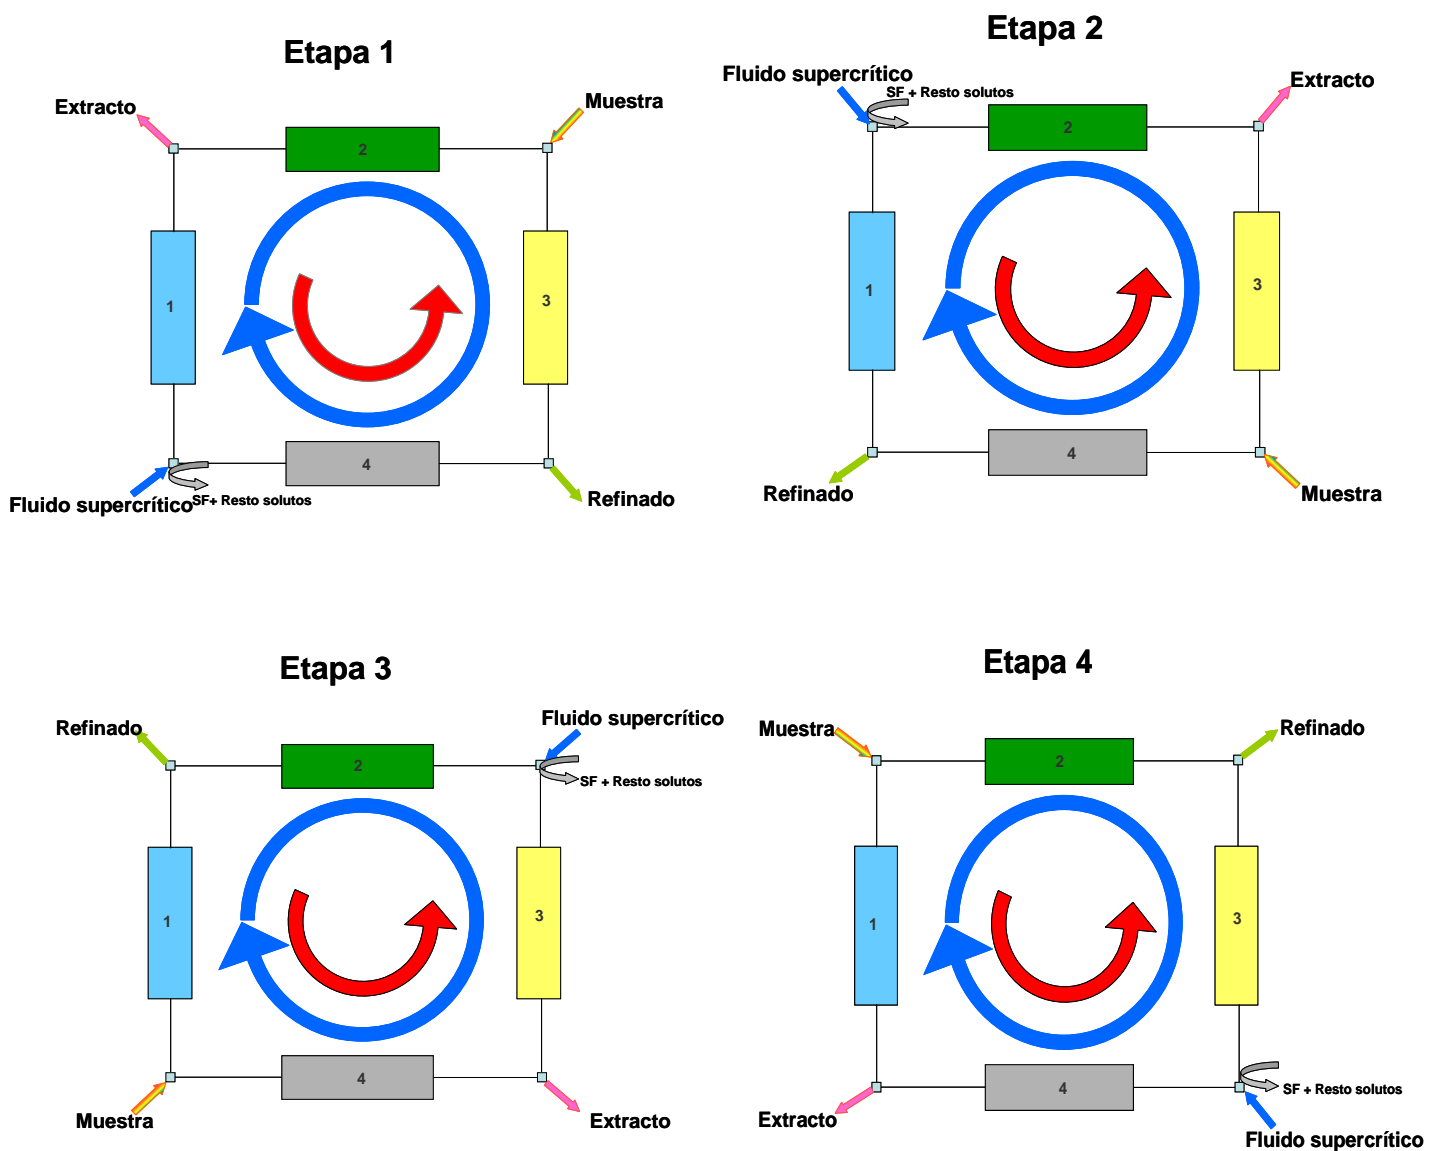 Etapa 1
Extracto
Muestra
2
1
3
4
Fluido supercrítico
SF+ Resto solutos
Refinado
Etapa 2
Fluido supercrítico
SF + Resto solutos
Extracto
2
1
3
4
Refinado
Muestra
Etapa 3
Refinado
Fluido supercrítico
2
SF + Resto solutos
1
3
4
Muestra
Extracto
Etapa 4
Muestra
Refinado
2
1
3
4
SF + Resto solutos
Extracto
Fluido supercrítico